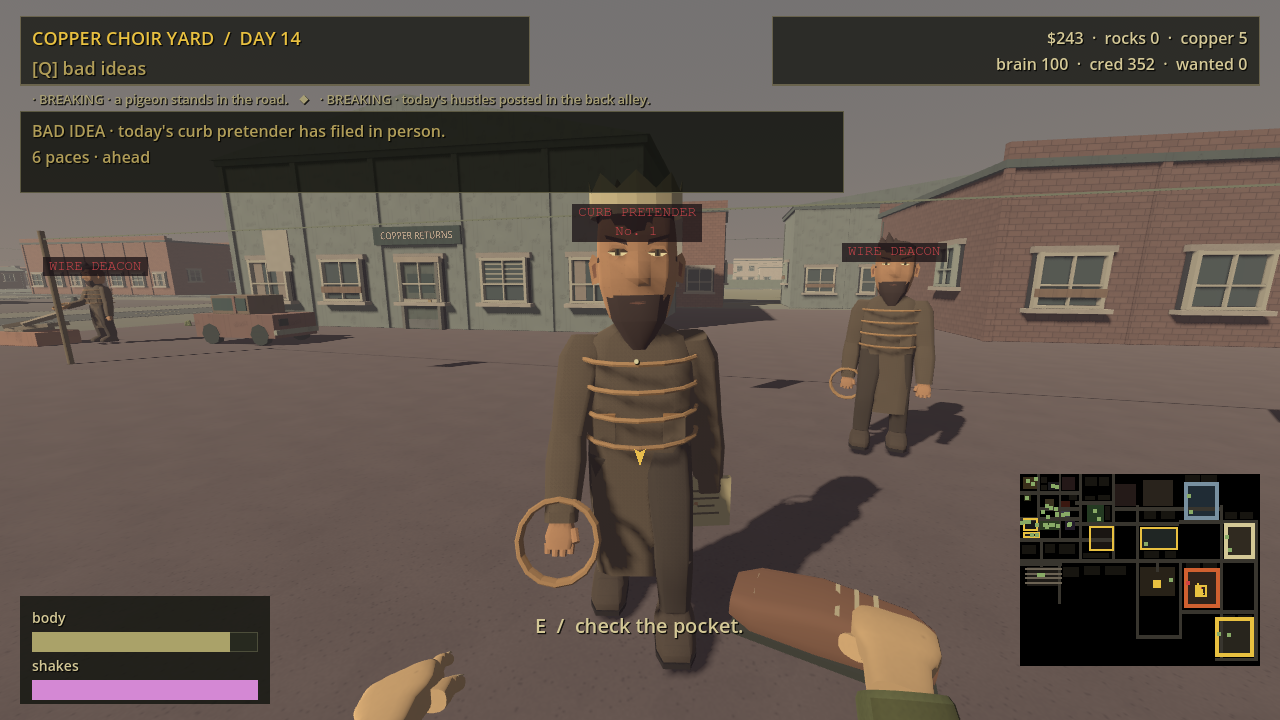 COPPER CHOIR YARD / DAY 14
[Q] bad ideas
$243 · rocks 0 · copper 5
brain 100 · cred 352 · wanted 0
· BREAKING · a pigeon stands in the road. ◆ · BREAKING · today's hustles posted in the back alley.
BAD IDEA · today's curb pretender has filed in person.
6 paces · ahead
CURB PRETENDER
No. 1
COPPER RETURNS
WIRE DEACON
WIRE DEACON
E / check the pocket.
body
shakes